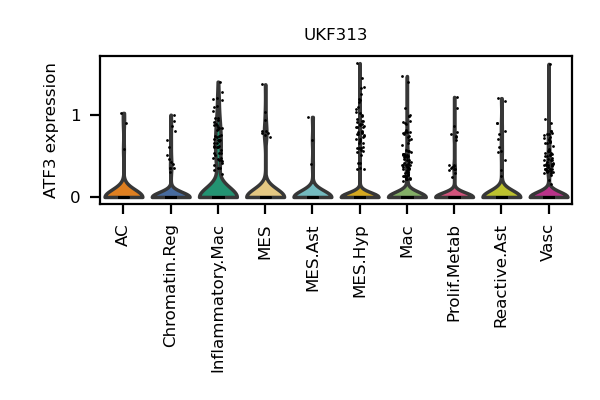 UKF313
ATF3 expression
1
0
AC
Chromatin.Reg
Inflammatory.Mac
MES
MES.Ast
MES.Hyp
Mac
Prolif.Metab
Reactive.Ast
Vasc